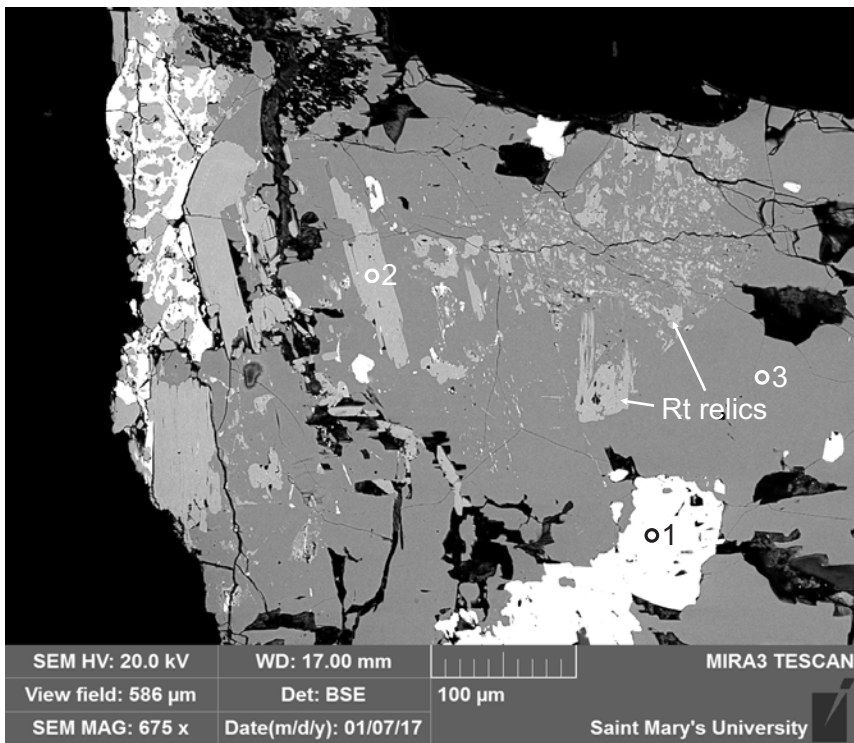 2
3
Rt relics
1
SEM HV: 20.0 kV
WD: 17.00 mm
MIRA3 TESCAN
View field: 586 µm
Det: BSE
100 µm
SEM MAG: 675 x
Date(m/d/y): 01/07/17
Saint Mary's University